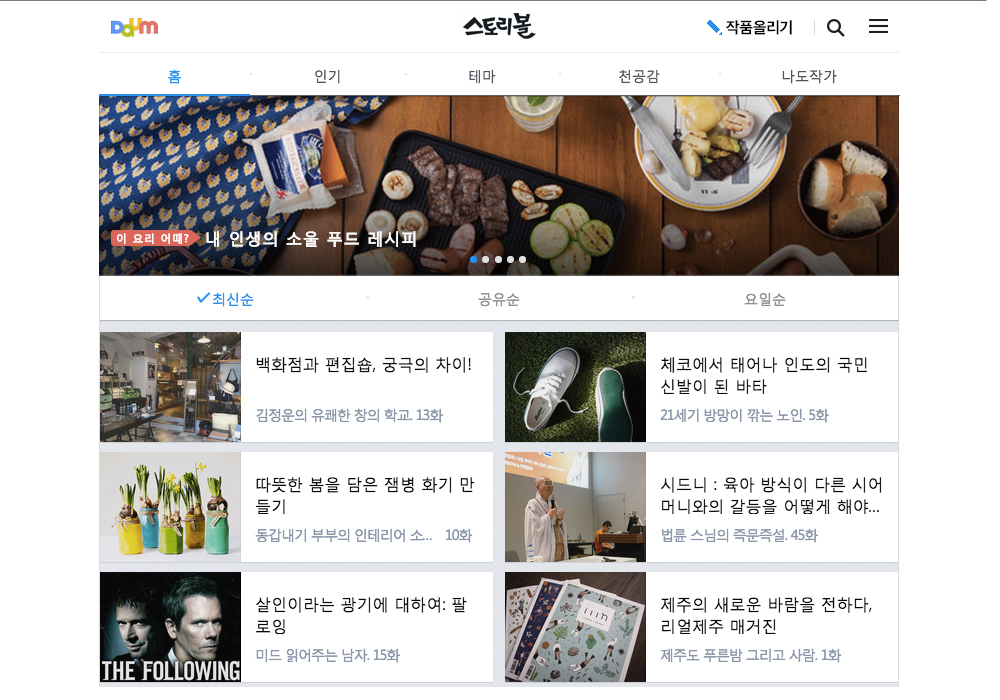 Daum
스토리볼
작품올리기
홈
인기
테마
천공감
나도작가
이 요리 어때?
내 인생의 소울 푸드 레시피
최신순
공유순
요일순
백화점과 편집숍, 궁극의 차이!
김정운의 유쾌한 창의 학교. 13화
체코에서 태어나 인도의 국민
신발이 된 바타
21세기 방망이 깎는 노인. 5화
따뜻한 봄을 담은 잼병 화기 만
들기
동갑내기 부부의 인테리어 소... 10화
시드니 : 육아 방식이 다른 시어
머니와의 갈등을 어떻게 해야...
법륜 스님의 즉문즉설. 45화
THE FOLLOWING
살인이라는 광기에 대하여: 팔
로잉
미드 읽어주는 남자. 15화
제주의 새로운 바람을 전하다,
리얼제주 매거진
제주도 푸른밤 그리고 사람. 1화